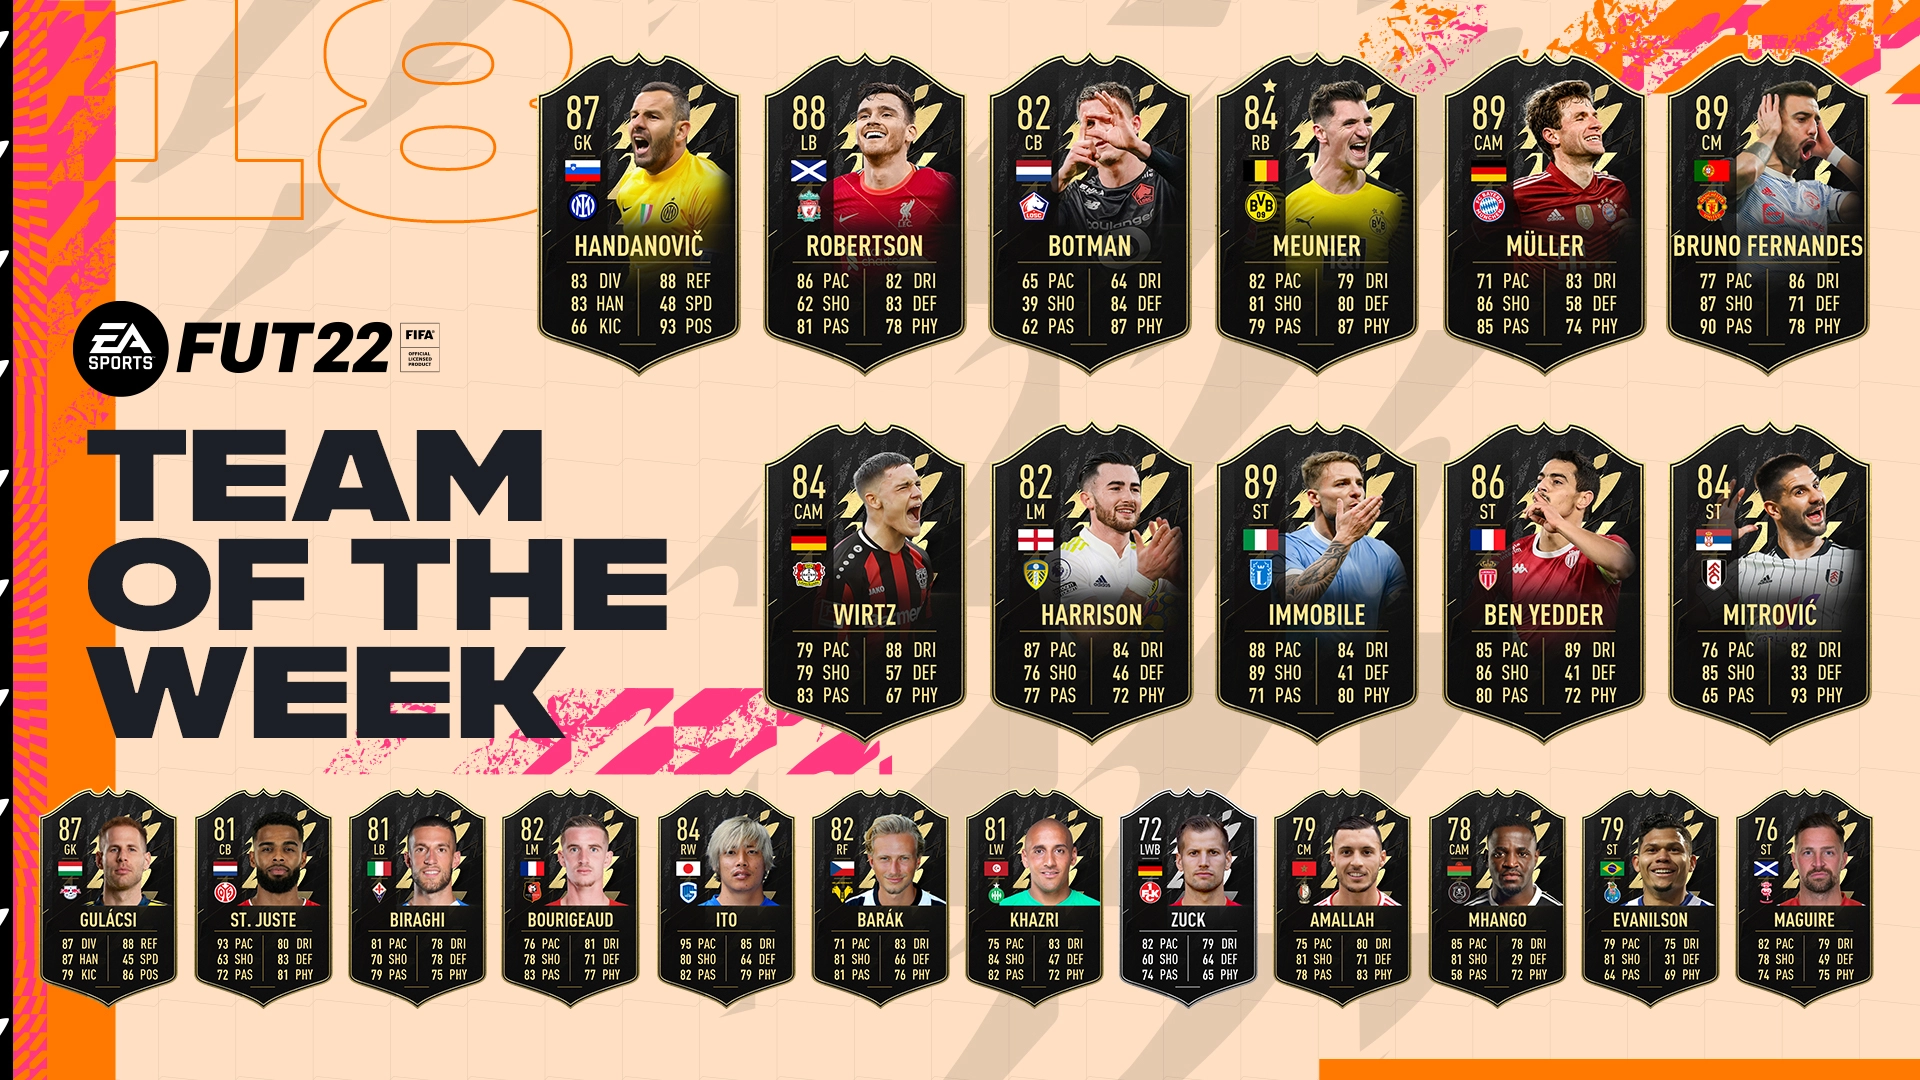 18
EA
SPORTS
FUT22
FIFA
OFFICIAL
LICENSED
PRODUCT
TEAM
OF THE
WEEK
87
GK
HANDANOVIČ
83 DIV 88 REF
83 HAN 48 SPD
66 KIC 93 POS
88
LB
ROBERTSON
86 PAC 82 DRI
62 SHO 83 DEF
81 PAS 78 PHY
82
CB
LOSC
BOTMAN
65 PAC 64 DRI
39 SHO 84 DEF
62 PAS 87 PHY
84
RB
BVB
09
MEUNIER
82 PAC 79 DRI
81 SHO 80 DEF
79 PAS 87 PHY
89
CAM
MÜLLER
71 PAC 83 DRI
86 SHO 58 DEF
85 PAS 74 PHY
89
CM
BRUNO FERNANDES
77 PAC 86 DRI
87 SHO 71 DEF
90 PAS 78 PHY
84
CAM
JAKO
WIRTZ
79 PAC 88 DRI
79 SHO 57 DEF
83 PAS 67 PHY
82
LM
adidas
HARRISON
87 PAC 84 DRI
76 SHO 46 DEF
77 PAS 72 PHY
89
ST
IMMOBILE
88 PAC 84 DRI
89 SHO 41 DEF
71 PAS 80 PHY
86
ST
BEN YEDDER
85 PAC 89 DRI
86 SHO 41 DEF
80 PAS 72 PHY
84
ST
MITROVIĆ
76 PAC 82 DRI
85 SHO 33 DEF
65 PAS 93 PHY
87
GK
GULÁCSI
87 DIV 88 REF
87 HAN 45 SPD
79 KIC 86 POS
81
CB
ST. JUSTE
93 PAC 80 DRI
63 SHO 83 DEF
72 PAS 81 PHY
81
LB
BIRAGHI
81 PAC 78 DRI
70 SHO 78 DEF
79 PAS 75 PHY
82
LM
BOURIGEAUD
76 PAC 81 DRI
78 SHO 71 DEF
83 PAS 77 PHY
84
RW
ITO
95 PAC 85 DRI
80 SHO 64 DEF
82 PAS 79 PHY
82
RF
BARÁK
71 PAC 83 DRI
81 SHO 66 DEF
81 PAS 76 PHY
81
LW
KHAZRI
75 PAC 83 DRI
84 SHO 47 DEF
82 PAS 72 PHY
72
LWB
ZUCK
82 PAC 79 DRI
60 SHO 64 DEF
74 PAS 65 PHY
79
CM
AMALLAH
75 PAC 80 DRI
81 SHO 71 DEF
78 PAS 83 PHY
78
CAM
MHANGO
85 PAC 78 DRI
81 SHO 29 DEF
58 PAS 72 PHY
79
ST
EVANILSON
79 PAC 75 DRI
81 SHO 31 DEF
64 PAS 69 PHY
76
ST
MAGUIRE
82 PAC 79 DRI
78 SHO 49 DEF
74 PAS 75 PHY